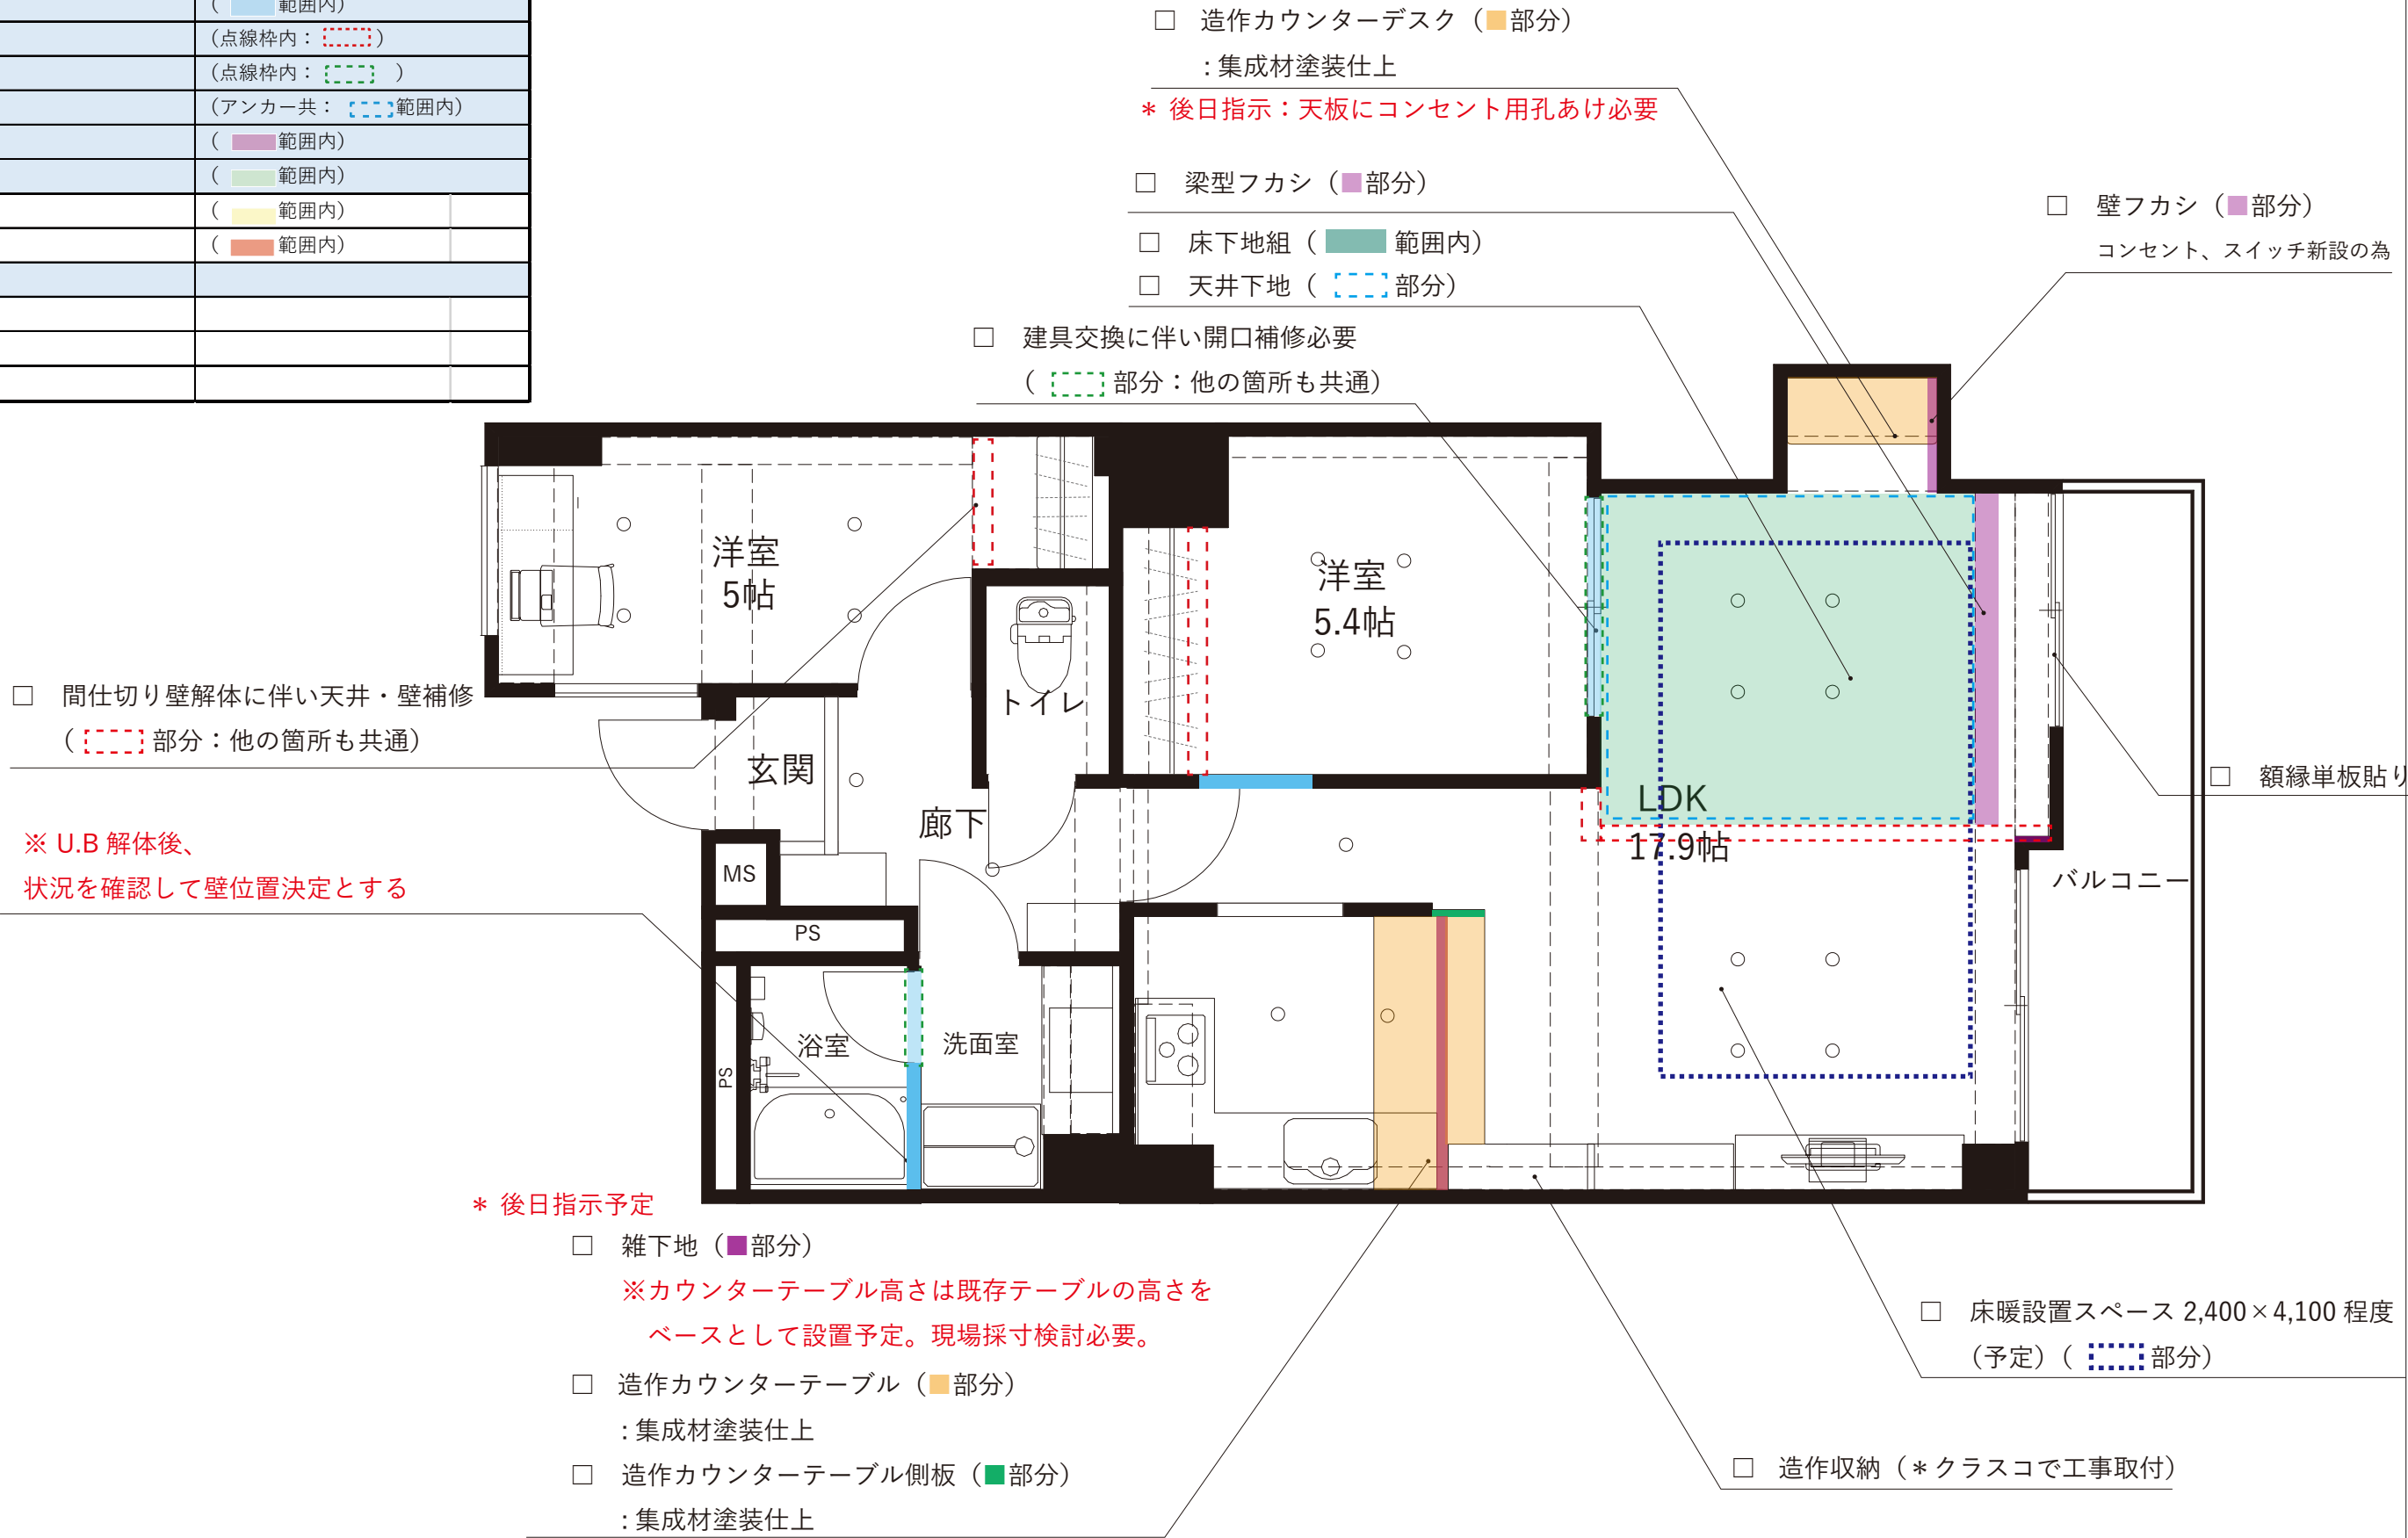 ( 範囲内)
(点線枠内： )
(点線枠内： )
(アンカー共： 範囲内)
( 範囲内)
( 範囲内)
( 範囲内)
( 範囲内)
□ 造作カウンターデスク（■部分）
：集成材塗装仕上
＊ 後日指示：天板にコンセント用孔あけ必要
□ 梁型フカシ（■部分）
□ 床下地組（ 範囲内）
□ 天井下地（ 部分）
□ 壁フカシ（■部分）
コンセント、スイッチ新設の為
□ 建具交換に伴い開口補修必要
（ 部分：他の箇所も共通）
洋室
5帖
洋室
5.4帖
トイレ
□ 間仕切り壁解体に伴い天井・壁補修
（ 部分：他の箇所も共通）
玄関
廊下
LDK
17.9帖
□ 額縁単板貼り
※ U.B 解体後、
状況を確認して壁位置決定とする
MS
バルコニー
PS
PS
浴室
洗面室
＊ 後日指示予定
□ 雑下地（■部分）
※カウンターテーブル高さは既存テーブルの高さを
ベースとして設置予定。現場採寸検討必要。
□ 造作カウンターテーブル（■部分）
：集成材塗装仕上
□ 造作カウンターテーブル側板（■部分）
：集成材塗装仕上
□ 床暖設置スペース 2,400×4,100 程度
（予定）（ 部分）
□ 造作収納（＊クラスコで工事取付）